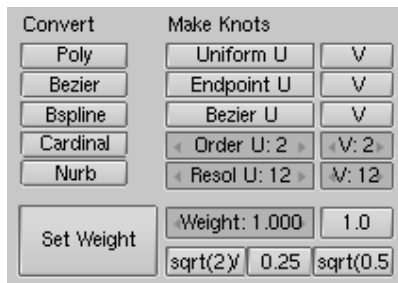 Convert Make Knots
Poly Uniform U V
Bezier Endpoint U V
Bspline Bezier U V
Cardinal Order U: 2 V: 2
Nurb Resol U: 12 V: 12
Set Weight Weight: 1.000 1.0
sqrt(2)/ 0.25 sqrt(0.5